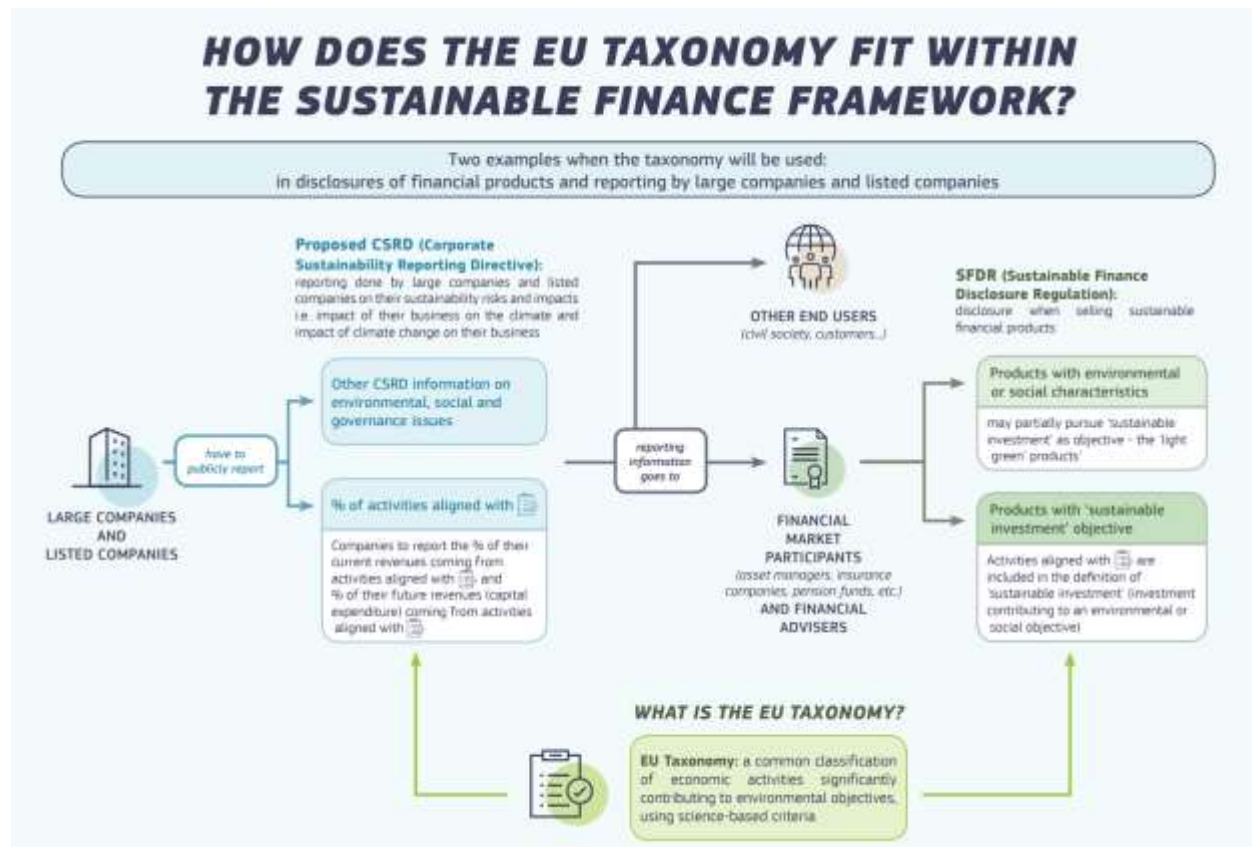 HOW DOES THE EU TAXONOMY FIT WITHIN
THE SUSTAINABLE FINANCE FRAMEWORK?
Two examples when the taxonomy will be used:
in disclosures of financial products and reporting by large companies and listed companies
Proposed CSRD (Corporate
Sustainability Reporting Directive):
reporting done by large companies and listed
companies on their sustainability risks and impacts
i.e. impact of their business on the climate and
impact of climate change on their business
OTHER END USERS
(civil society, customers...)
SFDR (Sustainable Finance
Disclosure Regulation):
disclosure when selling sustainable
financial products
LARGE COMPANIES
AND
LISTED COMPANIES
have to
publicly report
Other CSRD information on
environmental, social and
governance issues
% of activities aligned with
Companies to report the % of their
current revenues coming from
activities aligned with and
% of their future revenues (capital
expenditure) coming from activities
aligned with
reporting
information
goes to
FINANCIAL
MARKET
PARTICIPANTS
(asset managers, insurance
companies, pension funds, etc.)
AND FINANCIAL
ADVISERS
Products with environmental
or social characteristics
may partially pursue 'sustainable
investment' as objective - the 'light
green' products'
Products with 'sustainable
investment' objective
Activities aligned with are
included in the definition of
'sustainable investment' (investment
contributing to an environmental or
social objective)
WHAT IS THE EU TAXONOMY?
EU Taxonomy: a common classification
of economic activities significantly
contributing to environmental objectives,
using science-based criteria